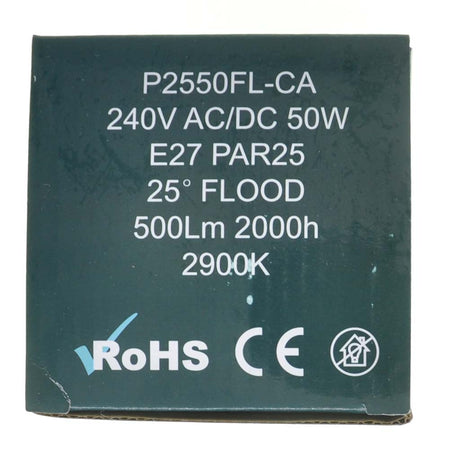 P2550FL-CA
240V AC/DC 50W
E27 PAR25
25° FLOOD
500Lm 2000h
2900K
RoHS CE